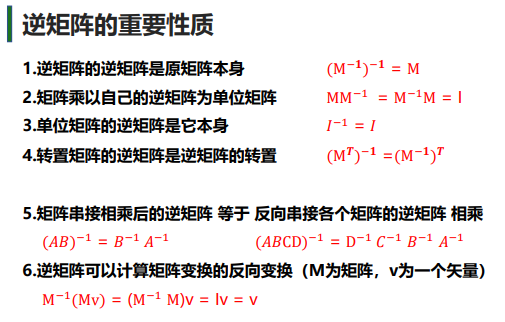 逆矩阵的重要性质
1.逆矩阵的逆矩阵是原矩阵本身 (M⁻¹)⁻¹ = M
2.矩阵乘以自己的逆矩阵为单位矩阵 MM⁻¹ = M⁻¹M = I
3.单位矩阵的逆矩阵是它本身 I⁻¹ = I
4.转置矩阵的逆矩阵是逆矩阵的转置 (Mᵀ)⁻¹ =(M⁻¹)ᵀ
5.矩阵串接相乘后的逆矩阵 等于 反向串接各个矩阵的逆矩阵 相乘
(AB)⁻¹ = B⁻¹ A⁻¹ (ABCD)⁻¹ = D⁻¹ C⁻¹ B⁻¹ A⁻¹
6.逆矩阵可以计算矩阵变换的反向变换（M为矩阵，v为一个矢量）
M⁻¹(Mv) = (M⁻¹ M)v = Iv = v